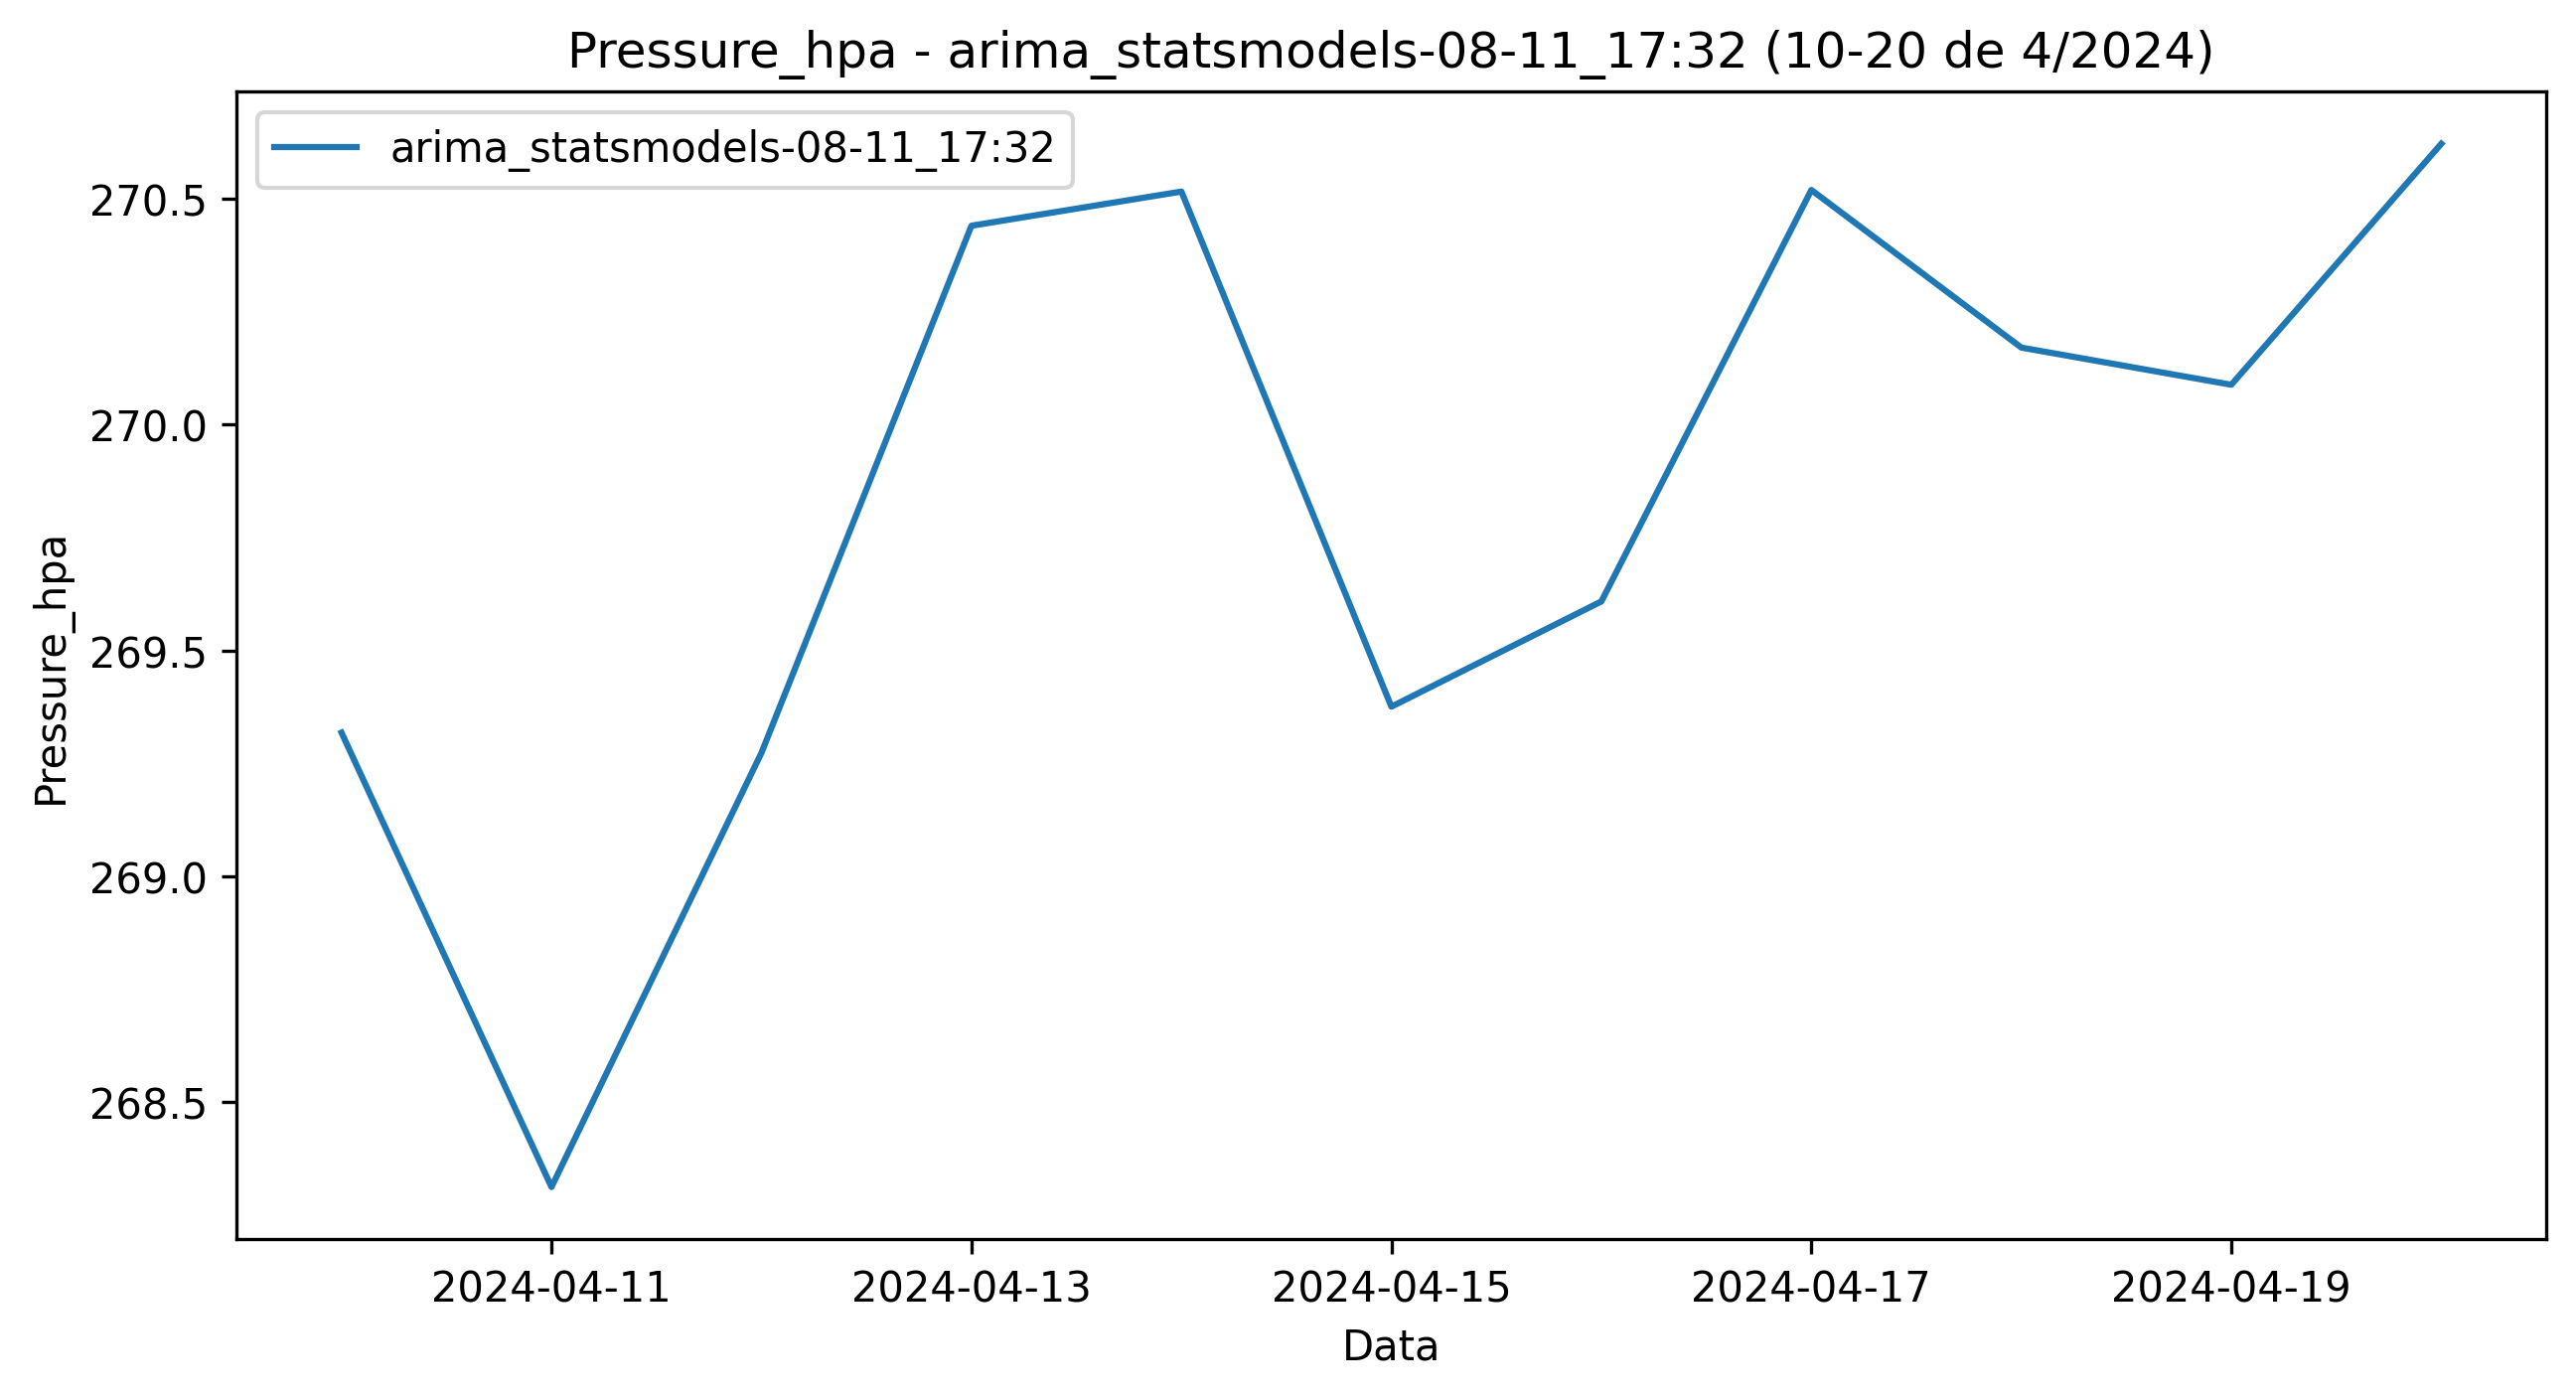 Pressure_hpa - arima_statsmodels-08-11_17:32 (10-20 de 4/2024)
arima_statsmodels-08-11_17:32
270.5
270.0
269.5
269.0
268.5
Pressure_hpa
2024-04-11
2024-04-13
2024-04-15
2024-04-17
2024-04-19
Data